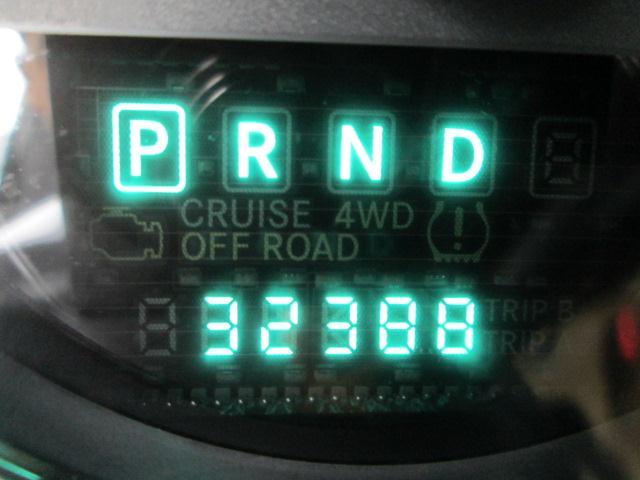 P R N D
CRUISE 4WD
OFF ROAD
32388
TRIP B
TRIP